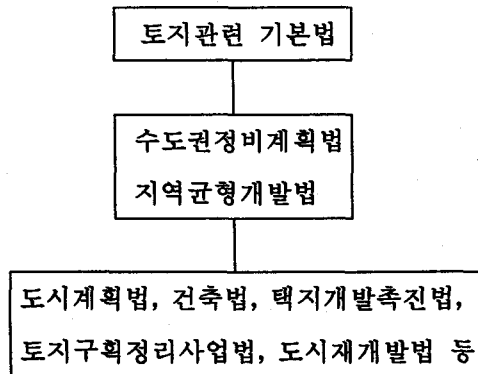 토지관련 기본법
수도권정비계획법
지역균형개발법
도시계획법, 건축법, 택지개발촉진법,
토지구획정리사업법, 도시재개발법 등